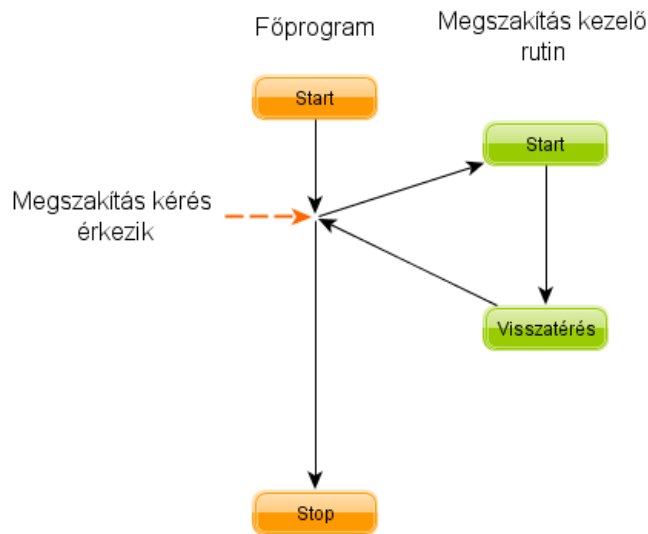 Főprogram
Megszakítás kezelő
rutin
Start
Start
Megszakítás kérés
érkezik
Visszatérés
Stop